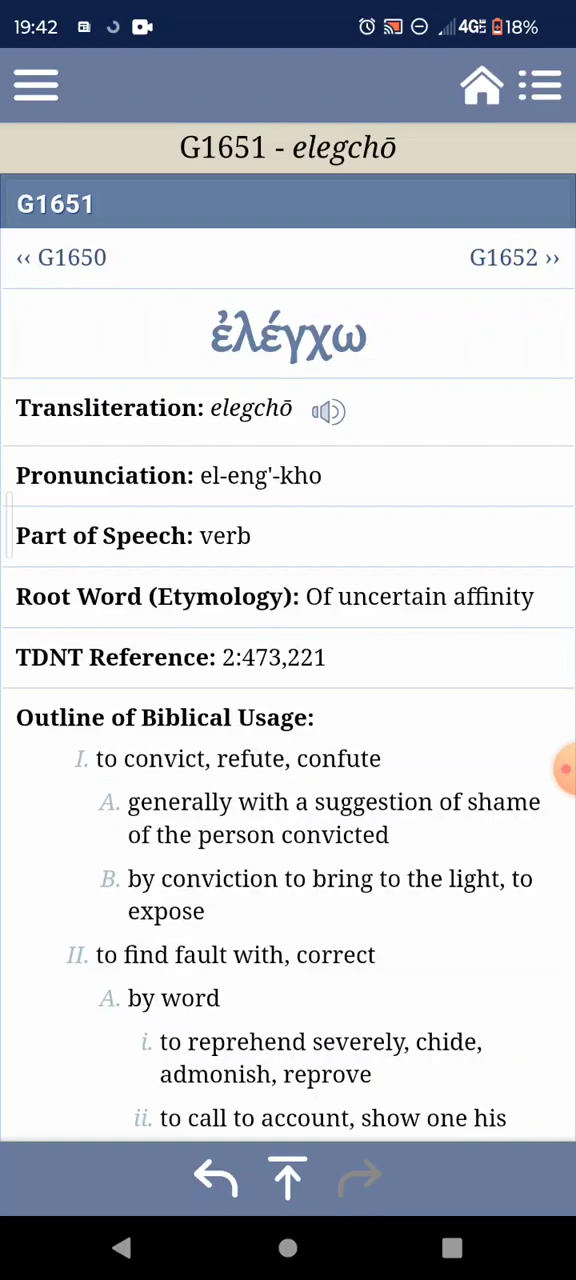 19:42 4G 18%
G1651 - elegchō
G1651
‹‹ G1650 G1652 ››
ἐλέγχω
Transliteration: elegchō
Pronunciation: el-eng'-kho
Part of Speech: verb
Root Word (Etymology): Of uncertain affinity
TDNT Reference: 2:473,221
Outline of Biblical Usage:
I. to convict, refute, confute
A. generally with a suggestion of shame
of the person convicted
B. by conviction to bring to the light, to
expose
II. to find fault with, correct
A. by word
i. to reprehend severely, chide,
admonish, reprove
ii. to call to account, show one his